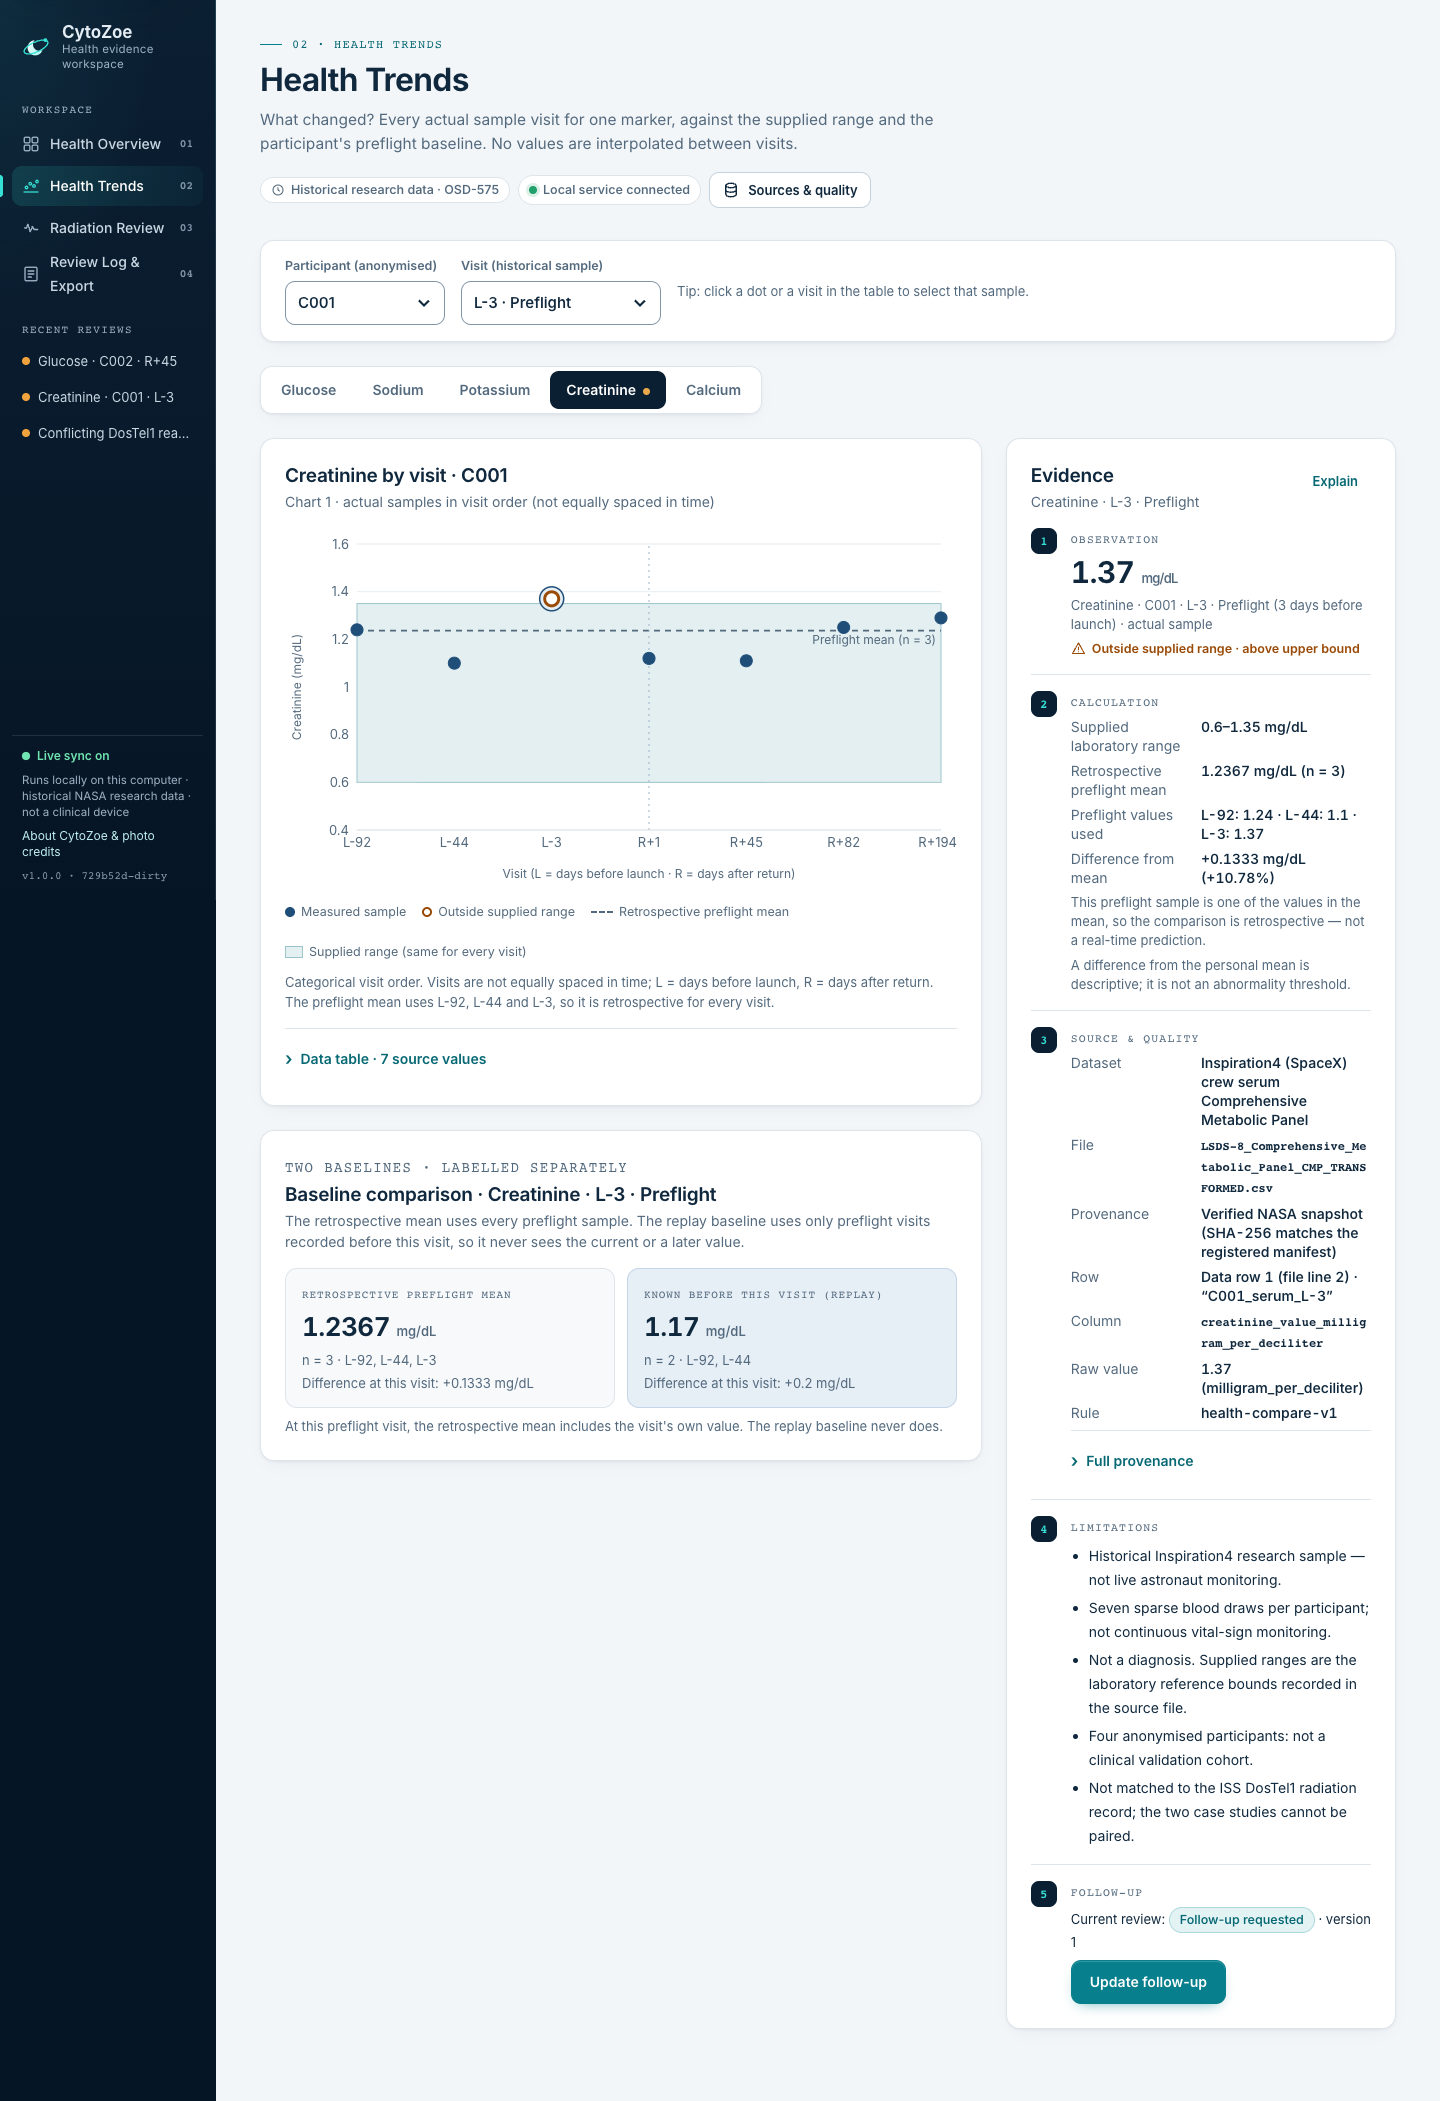 CytoZoe
Health evidence
workspace
WORKSPACE
Health Overview 01
Health Trends 02
Radiation Review 03
Review Log &
Export 04
RECENT REVIEWS
Glucose · C002 · R+45
Creatinine · C001 · L-3
Conflicting DosTel1 rea...
Live sync on
Runs locally on this computer ·
historical NASA research data ·
not a clinical device
About CytoZoe & photo
credits
v1.0.0 · 729b52d-dirty
02 · HEALTH TRENDS
Health Trends
What changed? Every actual sample visit for one marker, against the supplied range and the
participant's preflight baseline. No values are interpolated between visits.
Historical research data · OSD-575
Local service connected
Sources & quality
Participant (anonymised)
C001
Visit (historical sample)
L-3 · Preflight
Tip: click a dot or a visit in the table to select that sample.
Glucose
Sodium
Potassium
Creatinine
Calcium
Creatinine by visit · C001
Chart 1 · actual samples in visit order (not equally spaced in time)
Creatinine (mg/dL)
1.6
1.4
1.2
1
0.8
0.6
0.4
Preflight mean (n = 3)
L-92
L-44
L-3
R+1
R+45
R+82
R+194
Visit (L = days before launch · R = days after return)
Measured sample
Outside supplied range
Retrospective preflight mean
Supplied range (same for every visit)
Categorical visit order. Visits are not equally spaced in time; L = days before launch, R = days after return.
The preflight mean uses L-92, L-44 and L-3, so it is retrospective for every visit.
Data table · 7 source values
TWO BASELINES · LABELLED SEPARATELY
Baseline comparison · Creatinine · L-3 · Preflight
The retrospective mean uses every preflight sample. The replay baseline uses only preflight visits
recorded before this visit, so it never sees the current or a later value.
RETROSPECTIVE PREFLIGHT MEAN
1.2367 mg/dL
n = 3 · L-92, L-44, L-3
Difference at this visit: +0.1333 mg/dL
KNOWN BEFORE THIS VISIT (REPLAY)
1.17 mg/dL
n = 2 · L-92, L-44
Difference at this visit: +0.2 mg/dL
At this preflight visit, the retrospective mean includes the visit's own value. The replay baseline never does.
Evidence
Explain
Creatinine · L-3 · Preflight
1
OBSERVATION
1.37 mg/dL
Creatinine · C001 · L-3 · Preflight (3 days before
launch) · actual sample
Outside supplied range · above upper bound
2
CALCULATION
Supplied
laboratory range
0.6–1.35 mg/dL
Retrospective
preflight mean
1.2367 mg/dL (n = 3)
Preflight values
used
L-92: 1.24 · L-44: 1.1 ·
L-3: 1.37
Difference from
mean
+0.1333 mg/dL
(+10.78%)
This preflight sample is one of the values in the
mean, so the comparison is retrospective — not
a real-time prediction.
A difference from the personal mean is
descriptive; it is not an abnormality threshold.
3
SOURCE & QUALITY
Dataset
Inspiration4 (SpaceX)
crew serum
Comprehensive
Metabolic Panel
File
LSDS-8_Comprehensive_Me
tabolic_Panel_CMP_TRANS
FORMED.csv
Provenance
Verified NASA snapshot
(SHA-256 matches the
registered manifest)
Row
Data row 1 (file line 2) ·
“C001_serum_L-3”
Column
creatinine_value_millig
ram_per_deciliter
Raw value
1.37
(milligram_per_deciliter)
Rule
health-compare-v1
Full provenance
4
LIMITATIONS
• Historical Inspiration4 research sample —
not live astronaut monitoring.
• Seven sparse blood draws per participant;
not continuous vital-sign monitoring.
• Not a diagnosis. Supplied ranges are the
laboratory reference bounds recorded in
the source file.
• Four anonymised participants: not a
clinical validation cohort.
• Not matched to the ISS DosTel1 radiation
record; the two case studies cannot be
paired.
5
FOLLOW-UP
Current review: Follow-up requested · version
1
Update follow-up